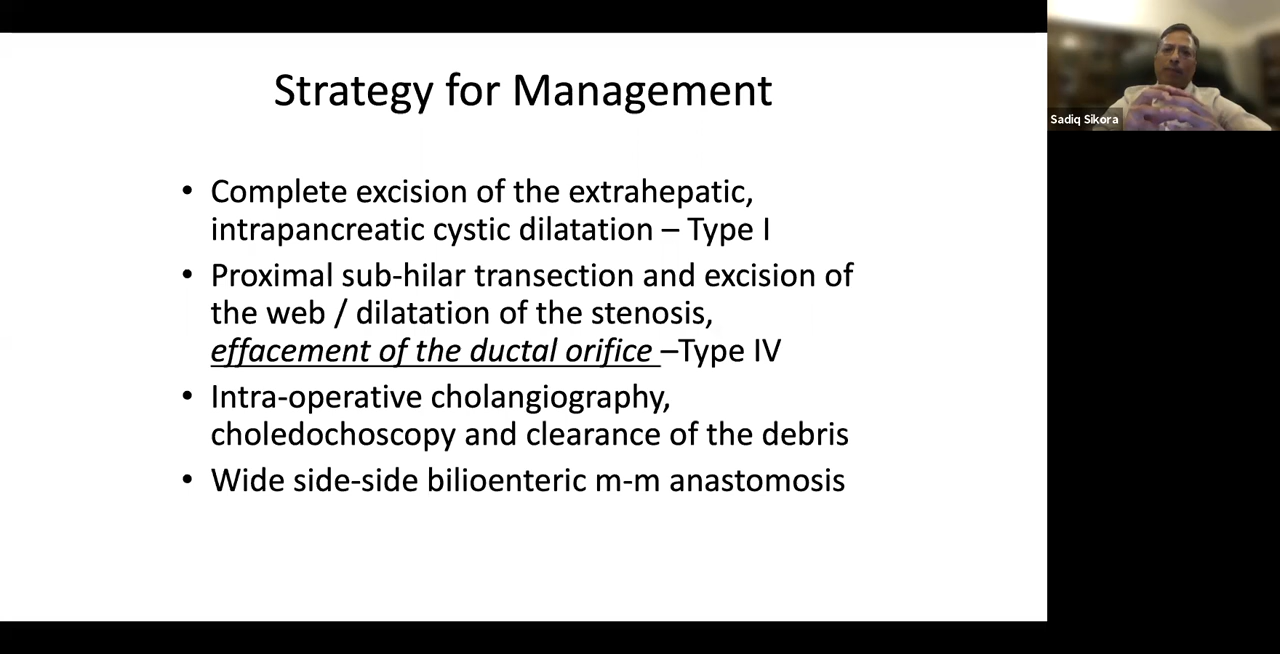 Strategy for Management
• Complete excision of the extrahepatic,
intrapancreatic cystic dilatation – Type I
• Proximal sub-hilar transection and excision of
the web / dilatation of the stenosis,
effacement of the ductal orifice –Type IV
• Intra-operative cholangiography,
choledochoscopy and clearance of the debris
• Wide side-side bilioenteric m-m anastomosis
Sadiq Sikora